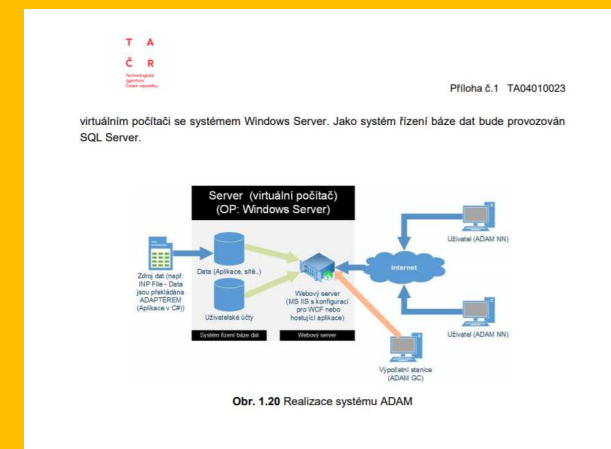 T A
Č R
Technologická
agentura
České republiky
Příloha č.1 TA04010023
virtuálním počítači se systémem Windows Server. Jako systém řízení báze dat bude provozován
SQL Server.
Server (virtuální počítač)
(OP: Windows Server)
Zdroj dat (např.
INP File - Data
jsou překládána
ADAPTÉREM
(Aplikace v C#))
Data (Aplikace, sítě..)
Uživatelské účty
Systém řízení báze dat
Webový server
(MS IIS s konfigurací
pro WCF nebo
hostující aplikace)
Webový server
Internet
Uživatel (ADAM NN)
Uživatel (ADAM NN)
Výpočetní stanice
(ADAM GC)
Obr. 1.20 Realizace systému ADAM